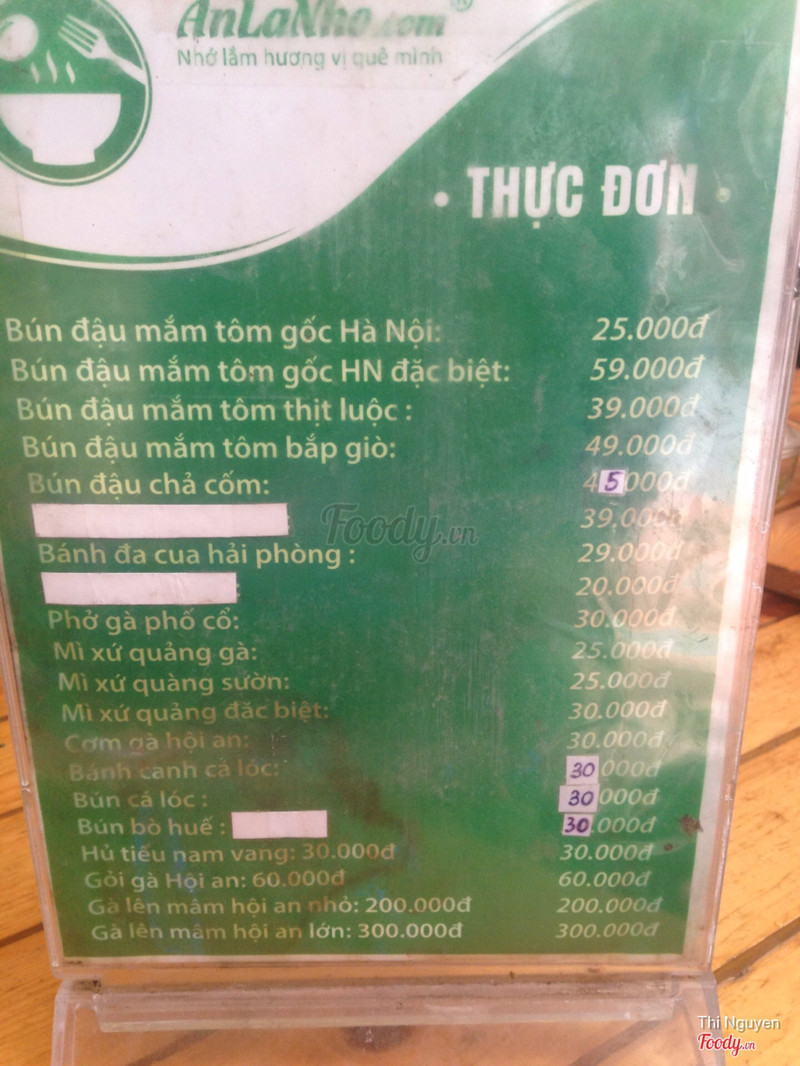 AnLaNho.com®
Nhớ lắm hương vị quê mình
• THỰC ĐƠN •
Bún đậu mắm tôm gốc Hà Nội: 25.000đ
Bún đậu mắm tôm gốc HN đặc biệt: 59.000đ
Bún đậu mắm tôm thịt luộc : 39.000đ
Bún đậu mắm tôm bắp giò: 49.000đ
Bún đậu chả cốm: 45.000đ
39.000đ
Foody.vn
Bánh đa cua hải phòng : 29.000đ
20.000đ
Phở gà phố cổ: 30.000đ
Mì xứ quảng gà: 25.000đ
Mì xứ quàng sườn: 25.000đ
Mì xứ quảng đặc biệt: 30.000đ
Cơm gà hội an: 30.000đ
Bánh canh cả lóc: 30.000đ
Bún cá lóc : 30.000đ
Bún bò huế : 30.000đ
Hủ tiếu nam vang: 30.000đ 30.000đ
Gỏi gà Hội an: 60.000đ 60.000đ
Gà lên mâm hội an nhỏ: 200.000đ 200.000đ
Gà lên mâm hội an lớn: 300.000đ 300.000đ
Thi Nguyen
Foody.vn